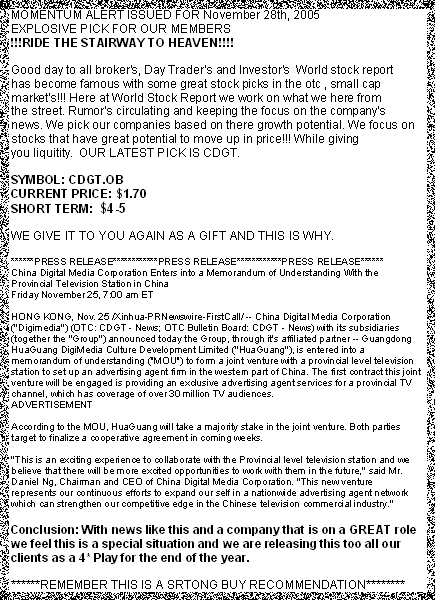 MOMENTUM ALERT ISSUED FOR November 28th, 2005
EXPLOSIVE PICK FOR OUR MEMBERS
!!!RIDE THE STAIRWAY TO HEAVEN!!!!
Good day to all broker's, Day Trader's and Investor's World stock report
has become famous with some great stock picks in the otc , small cap
market's!!! Here at World Stock Report we work on what we here from
the street. Rumor's circulating and keeping the focus on the company's
news. We pick our companies based on there growth potential. We focus on
stocks that have great potential to move up in price!!! While giving
you liquitity. OUR LATEST PICK IS CDGT.
SYMBOL: CDGT.OB
CURRENT PRICE: $1.70
SHORT TERM: $4 -5
WE GIVE IT TO YOU AGAIN AS A GIFT AND THIS IS WHY.
******PRESS RELEASE************PRESS RELEASE************PRESS RELEASE******
China Digital Media Corporation Enters into a Memorandum of Understanding With the
Provincial Television Station in China
Friday November 25, 7:00 am ET
HONG KONG, Nov. 25 /Xinhua-PRNewswire-FirstCall/ -- China Digital Media Corporation
("Digimedia") (OTC: CDGT - News; OTC Bulletin Board: CDGT - News) with its subsidiaries
(together the "Group") announced today the Group, through it's affiliated partner -- Guangdong
HuaGuang DigiMedia Culture Development Limited ("HuaGuang"), is entered into a
memorandum of understanding ("MOU") to form a joint venture with a provincial level television
station to set up an advertising agent firm in the western part of China. The first contract this joint
venture will be engaged is providing an exclusive advertising agent services for a provincial TV
channel, which has coverage of over 30 million TV audiences.
ADVERTISEMENT
According to the MOU, HuaGuang will take a majority stake in the joint venture. Both parties
target to finalize a cooperative agreement in coming weeks.
"This is an exciting experience to collaborate with the Provincial level television station and we
believe that there will be more excited opportunities to work with them in the future," said Mr.
Daniel Ng, Chairman and CEO of China Digital Media Corporation. "This new venture
represents our continuous efforts to expand our self in a nationwide advertising agent network
which can strengthen our competitive edge in the Chinese television commercial industry."
Conclusion: With news like this and a company that is on a GREAT role
we feel this is a special situation and we are releasing this too all our
clients as a 4* Play for the end of the year.
******REMEMBER THIS IS A SRTONG BUY RECOMMENDATION********